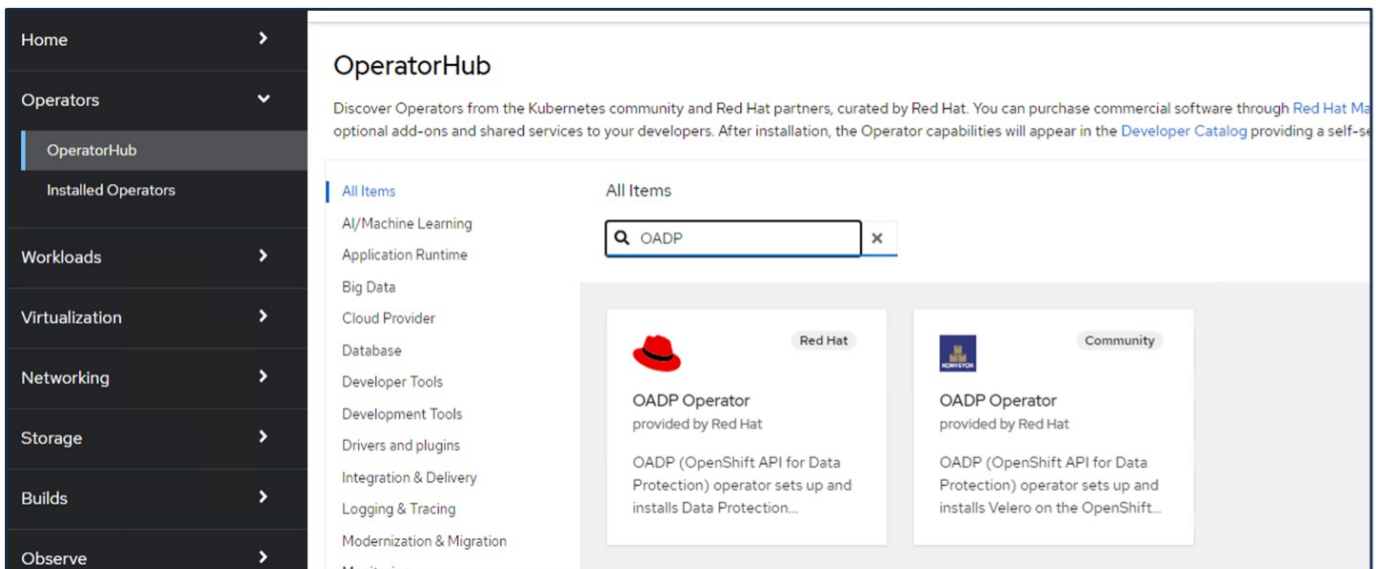 Home
Operators
OperatorHub
Installed Operators
Workloads
Virtualization
Networking
Storage
Builds
Observe
OperatorHub
Discover Operators from the Kubernetes community and Red Hat partners, curated by Red Hat. You can purchase commercial software through Red Hat Ma
optional add-ons and shared services to your developers. After installation, the Operator capabilities will appear in the Developer Catalog providing a self-se
All Items
AI/Machine Learning
Application Runtime
Big Data
Cloud Provider
Database
Developer Tools
Development Tools
Drivers and plugins
Integration & Delivery
Logging & Tracing
Modernization & Migration
All Items
OADP
Red Hat
OADP Operator
provided by Red Hat
OADP (OpenShift API for Data
Protection) operator sets up and
installs Data Protection...
Community
KONVEYOR
OADP Operator
provided by Red Hat
OADP (OpenShift API for Data
Protection) operator sets up and
installs Velero on the OpenShift...